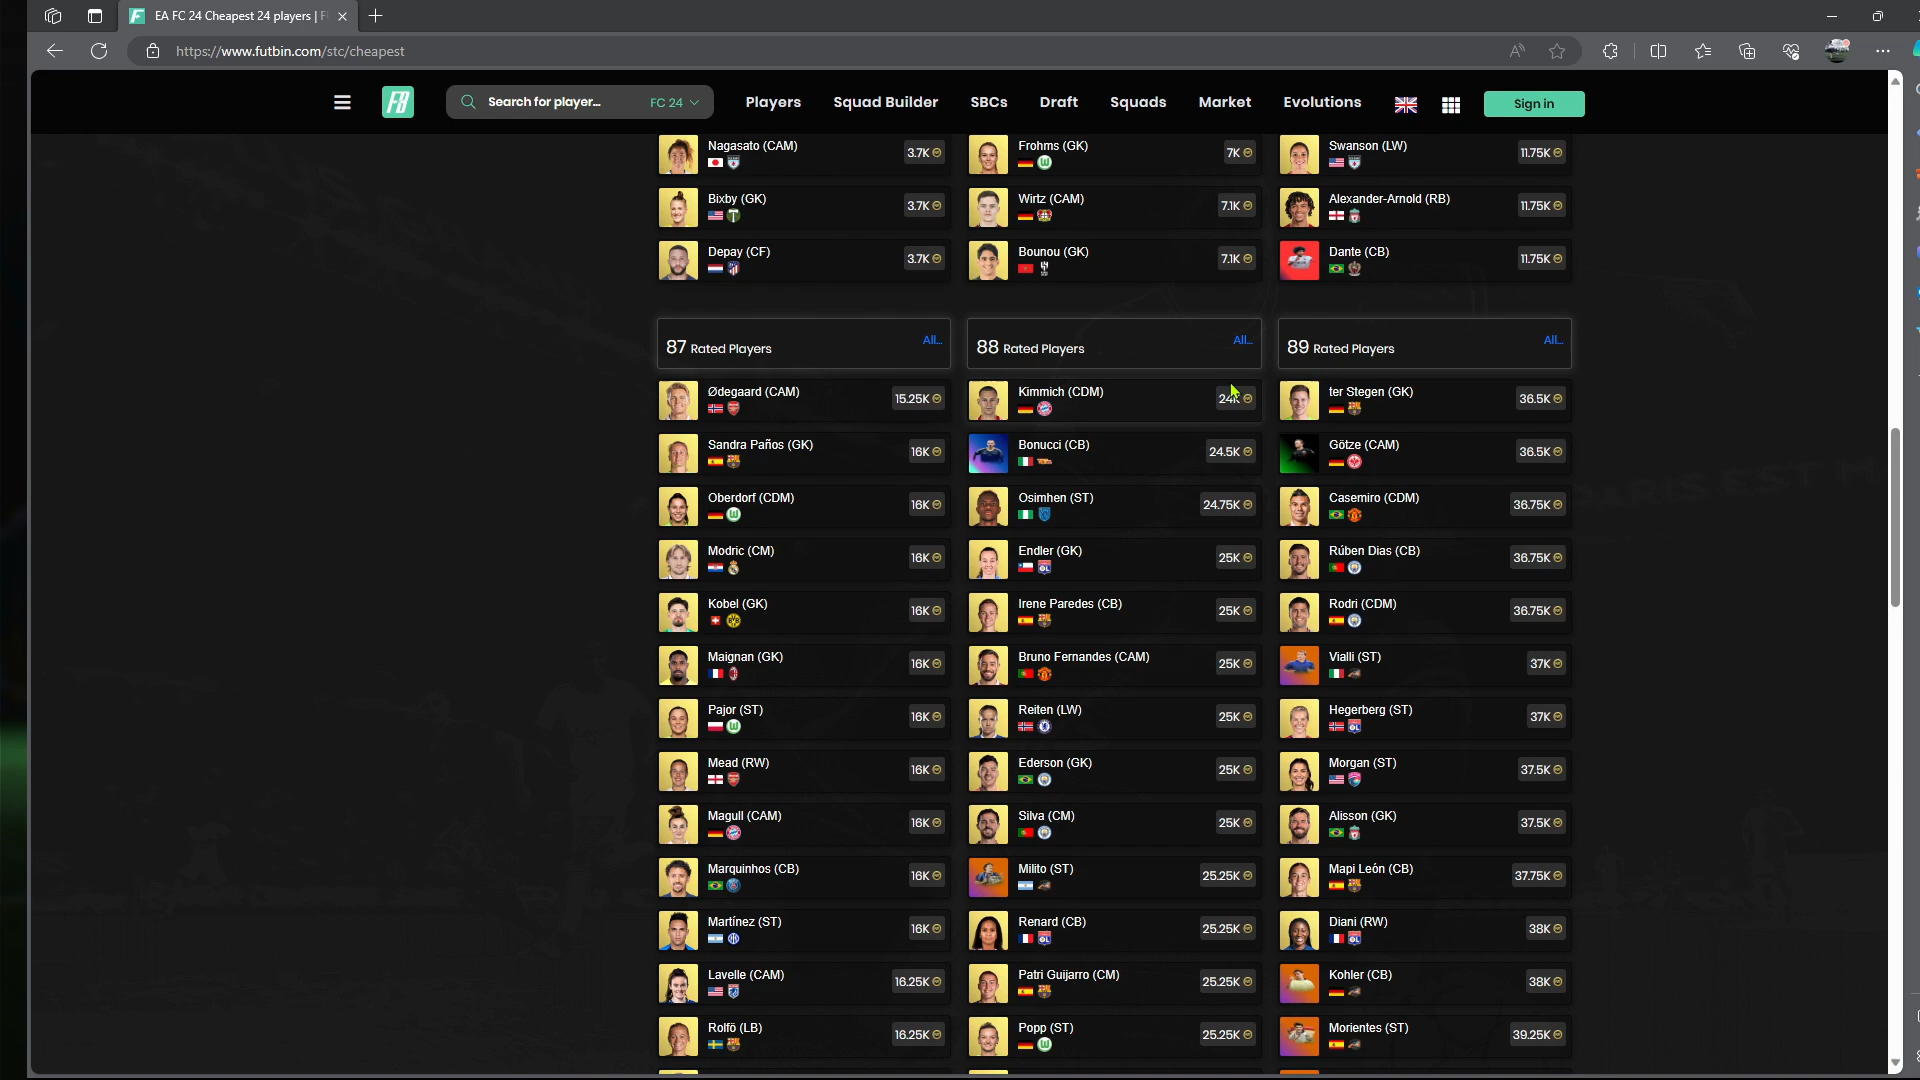 EA FC 24 Cheapest 24 players | F
https://www.futbin.com/stc/cheapest
Search for player...
FC 24
Players
Squad Builder
SBCs
Draft
Squads
Market
Evolutions
Sign in
Nagasato (CAM) 3.7K
Bixby (GK) 3.7K
Depay (CF) 3.7K
Frohms (GK) 7K
Wirtz (CAM) 7.1K
Bounou (GK) 7.1K
Swanson (LW) 11.75K
Alexander-Arnold (RB) 11.75K
Dante (CB) 11.75K
87 Rated Players All...
Ødegaard (CAM) 15.25K
Sandra Paños (GK) 16K
Oberdorf (CDM) 16K
Modric (CM) 16K
Kobel (GK) 16K
Maignan (GK) 16K
Pajor (ST) 16K
Mead (RW) 16K
Magull (CAM) 16K
Marquinhos (CB) 16K
Martínez (ST) 16K
Lavelle (CAM) 16.25K
Rolfö (LB) 16.25K
88 Rated Players All...
Kimmich (CDM) 24K
Bonucci (CB) 24.5K
Osimhen (ST) 24.75K
Endler (GK) 25K
Irene Paredes (CB) 25K
Bruno Fernandes (CAM) 25K
Reiten (LW) 25K
Ederson (GK) 25K
Silva (CM) 25K
Milito (ST) 25.25K
Renard (CB) 25.25K
Patri Guijarro (CM) 25.25K
Popp (ST) 25.25K
89 Rated Players All...
ter Stegen (GK) 36.5K
Götze (CAM) 36.5K
Casemiro (CDM) 36.75K
Rúben Dias (CB) 36.75K
Rodri (CDM) 36.75K
Vialli (ST) 37K
Hegerberg (ST) 37K
Morgan (ST) 37.5K
Alisson (GK) 37.5K
Mapi León (CB) 37.75K
Diani (RW) 38K
Kohler (CB) 38K
Morientes (ST) 39.25K